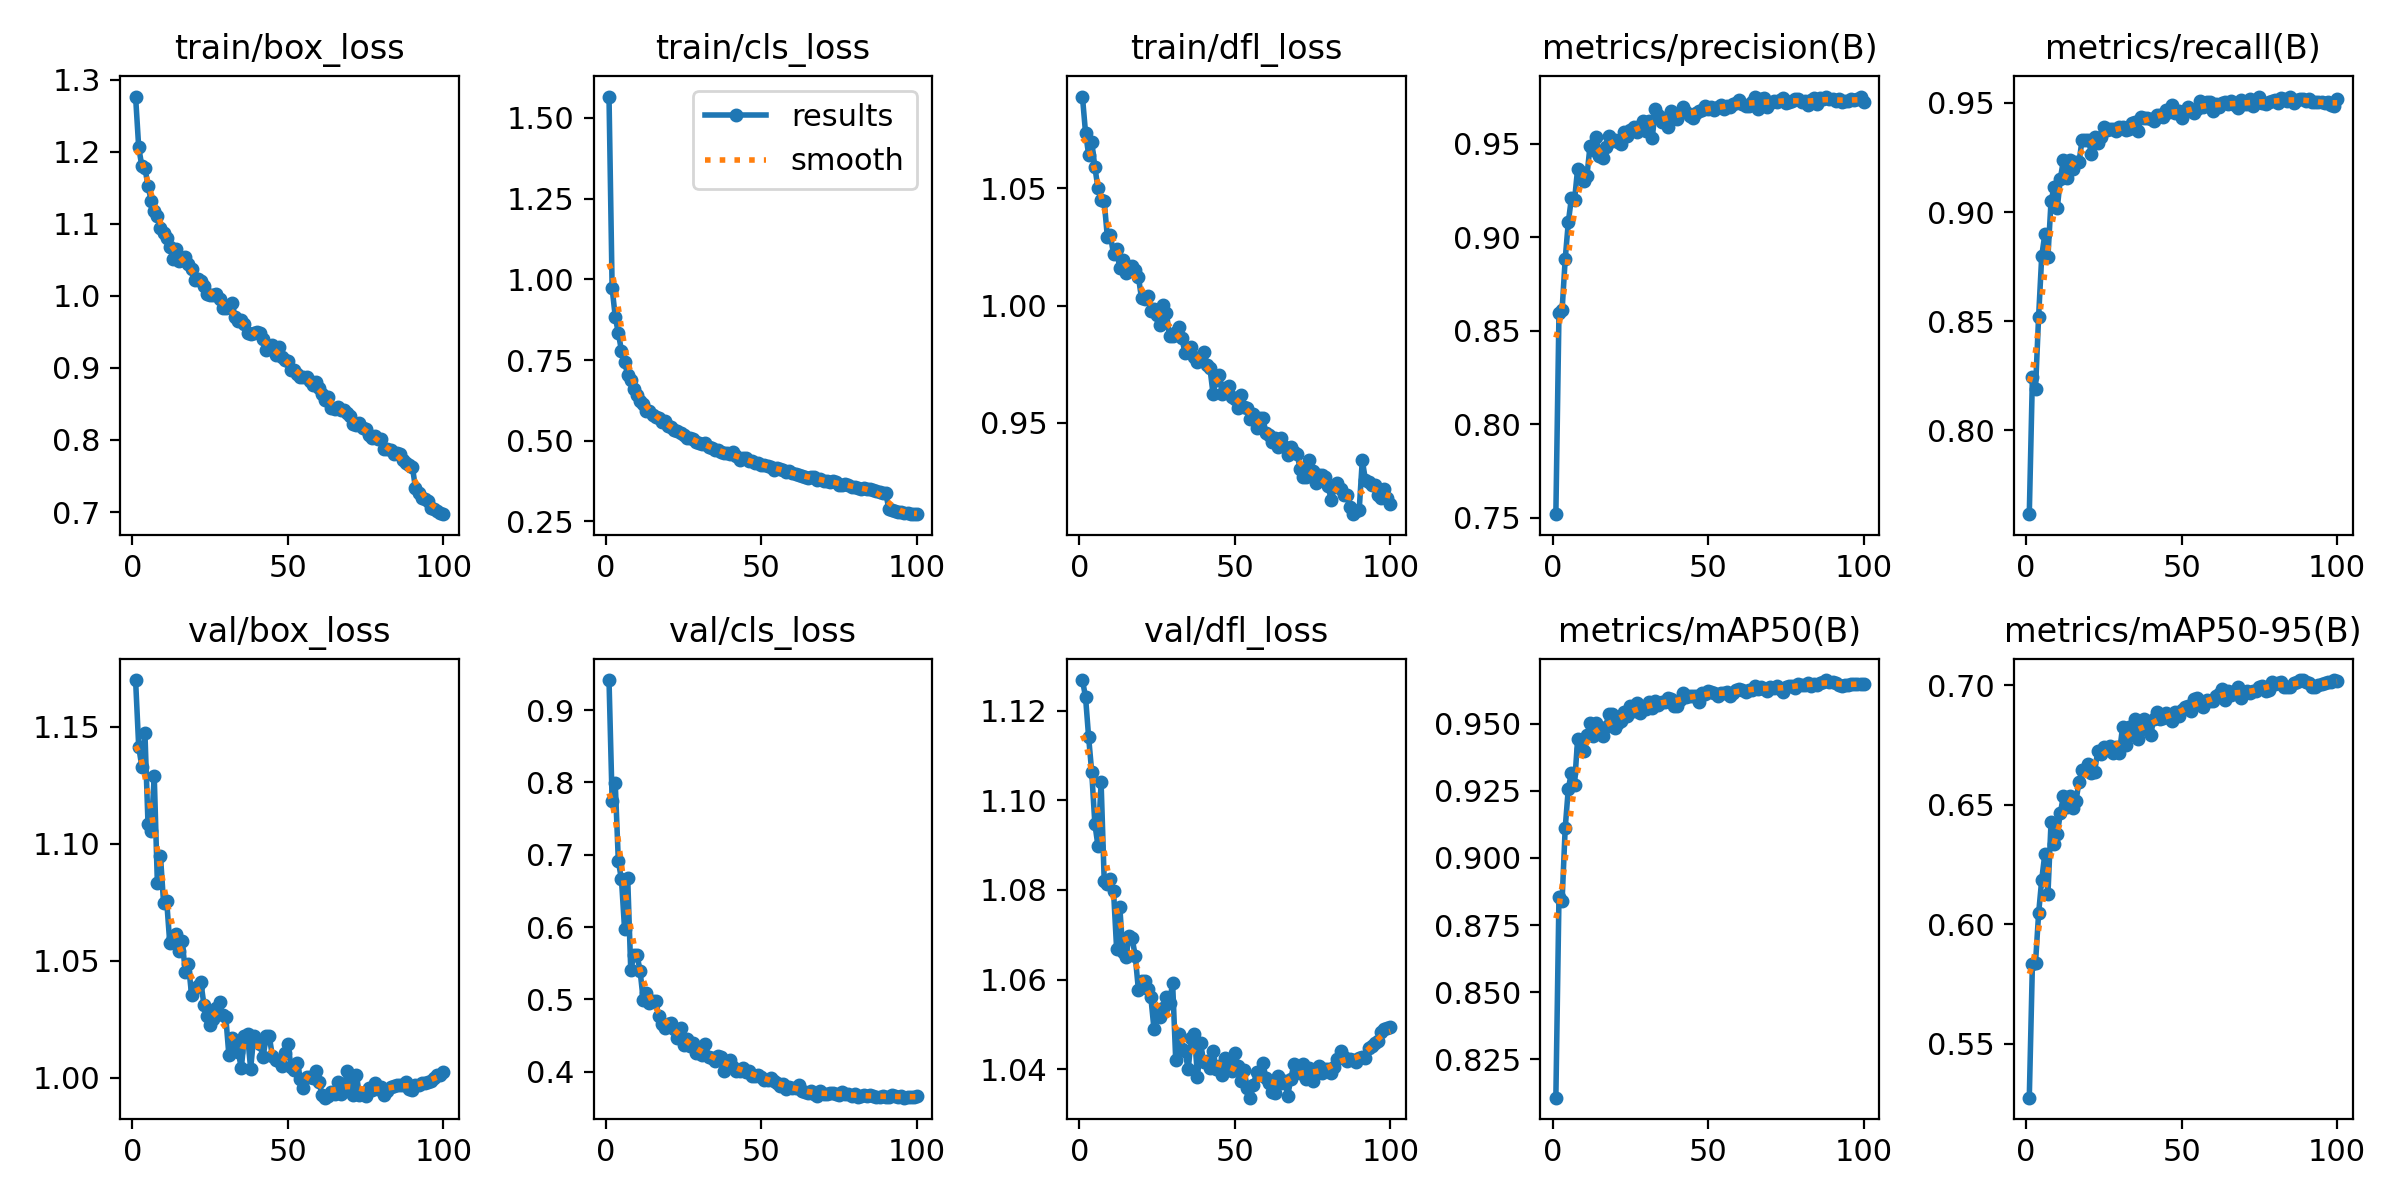 train/box_loss
1.3
1.2
1.1
1.0
0.9
0.8
0.7
0 50 100
train/cls_loss
results
smooth
1.50
1.25
1.00
0.75
0.50
0.25
0 50 100
train/dfl_loss
1.05
1.00
0.95
0 50 100
metrics/precision(B)
0.95
0.90
0.85
0.80
0.75
0 50 100
metrics/recall(B)
0.95
0.90
0.85
0.80
0 50 100
val/box_loss
1.15
1.10
1.05
1.00
0 50 100
val/cls_loss
0.9
0.8
0.7
0.6
0.5
0.4
0 50 100
val/dfl_loss
1.12
1.10
1.08
1.06
1.04
0 50 100
metrics/mAP50(B)
0.950
0.925
0.900
0.875
0.850
0.825
0 50 100
metrics/mAP50-95(B)
0.70
0.65
0.60
0.55
0 50 100